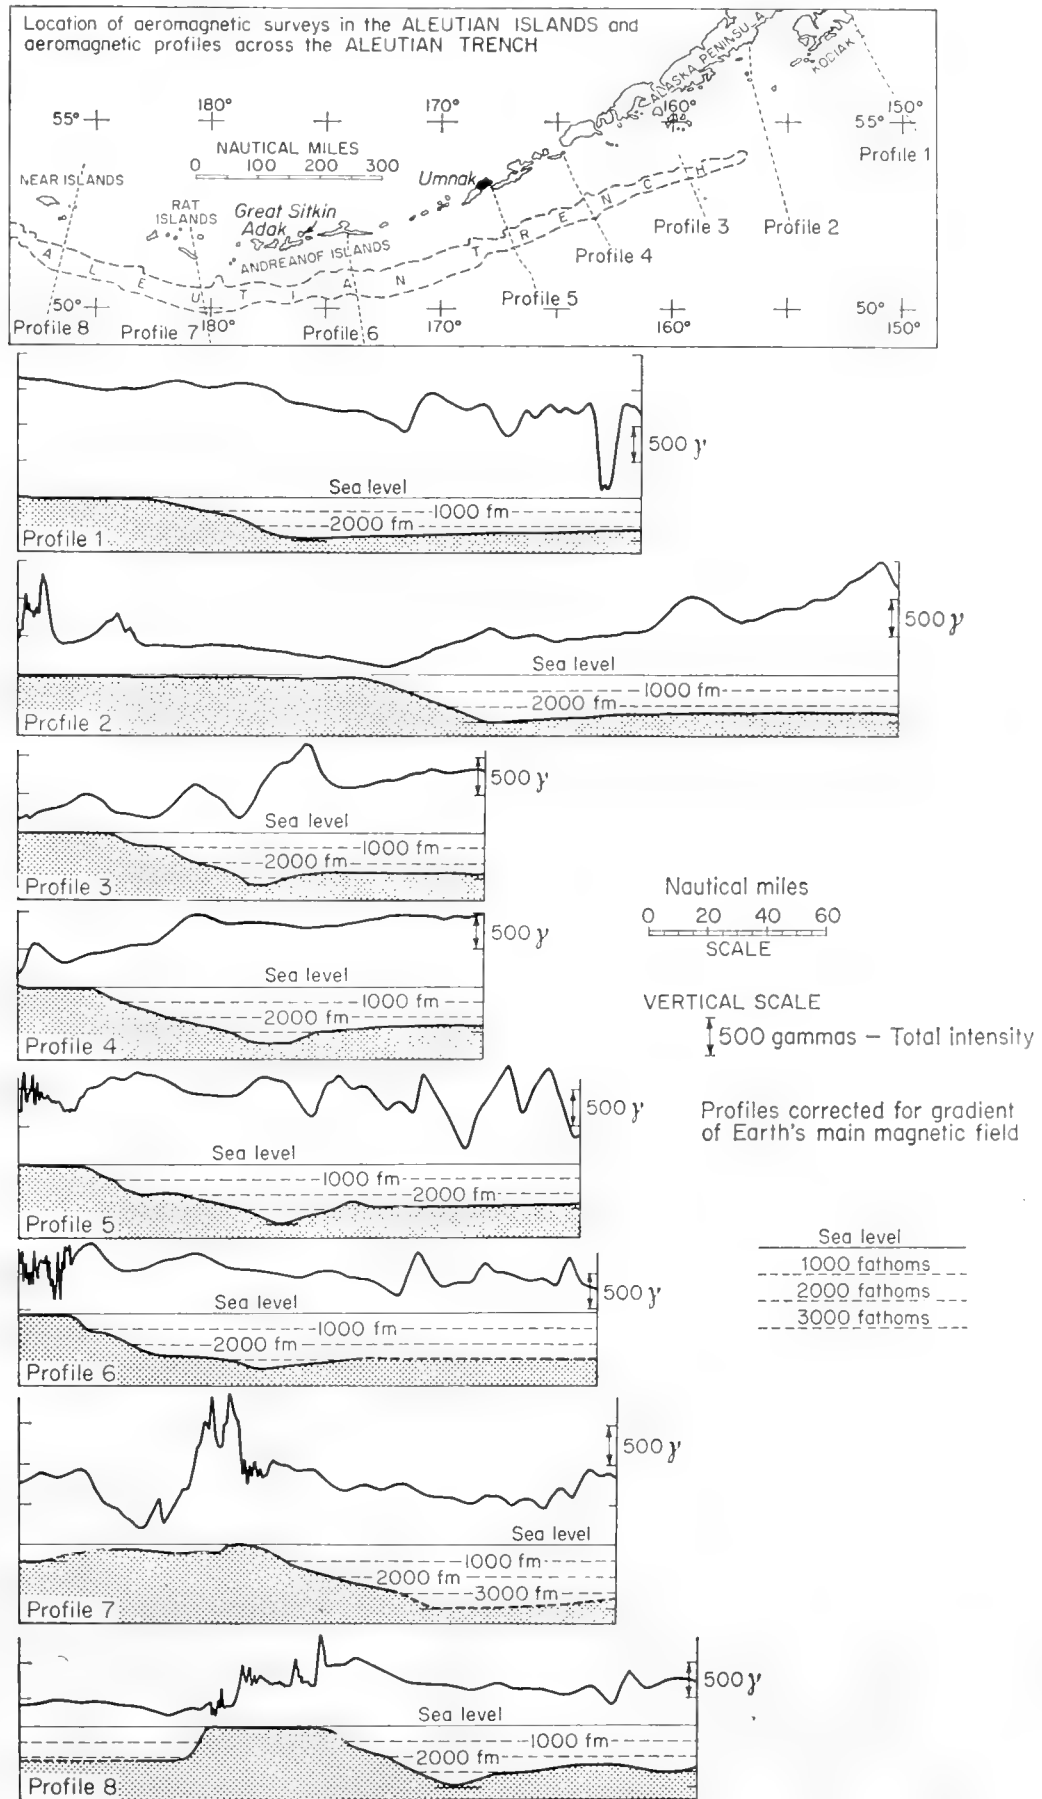 Location of aeromagnetic surveys in the ALEUTIAN ISLANDS and
aeromagnetic profiles across the ALEUTIAN TRENCH
ALASKA PENINSULA
KODIAK
180°
170°
160°
150°
55°
55°
NAUTICAL MILES
0 100 200 300
Profile 1
NEAR ISLANDS
Umnak
RAT
ISLANDS
Great Sitkin
Adak
ANDREANOF ISLANDS
ALEUTIAN TRENCH
Profile 3
Profile 2
Profile 4
Profile 5
50°
50°
Profile 8
Profile 7
180°
Profile 6
170°
160°
150°
500 γ
Sea level
1000 fm
2000 fm
Profile 1
500 γ
Sea level
1000 fm
2000 fm
Profile 2
500 γ
Sea level
1000 fm
2000 fm
Profile 3
Nautical miles
0 20 40 60
SCALE
500 γ
Sea level
1000 fm
2000 fm
Profile 4
VERTICAL SCALE
500 gammas – Total intensity
500 γ
Profiles corrected for gradient
of Earth's main magnetic field
Sea level
1000 fm
2000 fm
Profile 5
Sea level
1000 fathoms
2000 fathoms
3000 fathoms
500 γ
Sea level
1000 fm
2000 fm
Profile 6
500 γ
Sea level
1000 fm
2000 fm
3000 fm
Profile 7
500 γ
Sea level
1000 fm
2000 fm
Profile 8